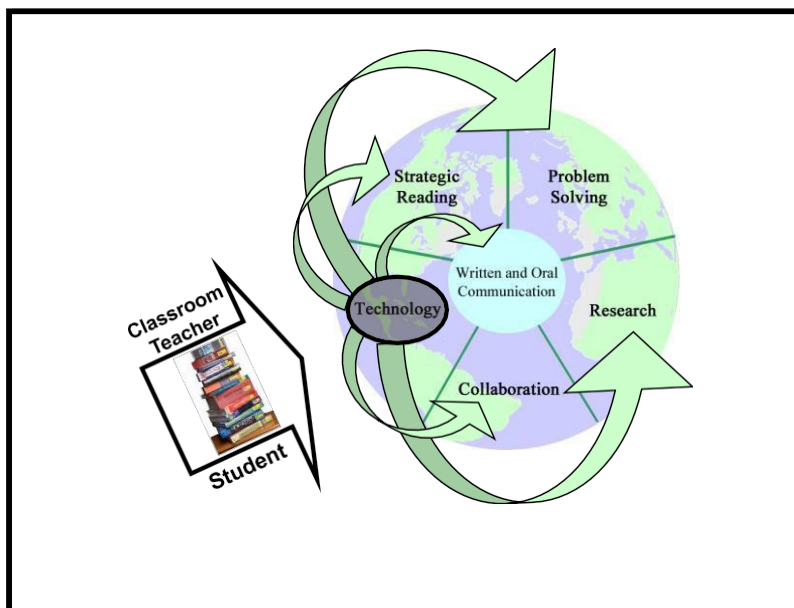 Strategic
Reading
Problem
Solving
Written and Oral
Communication
Technology
Research
Collaboration
Classroom
Teacher
Student